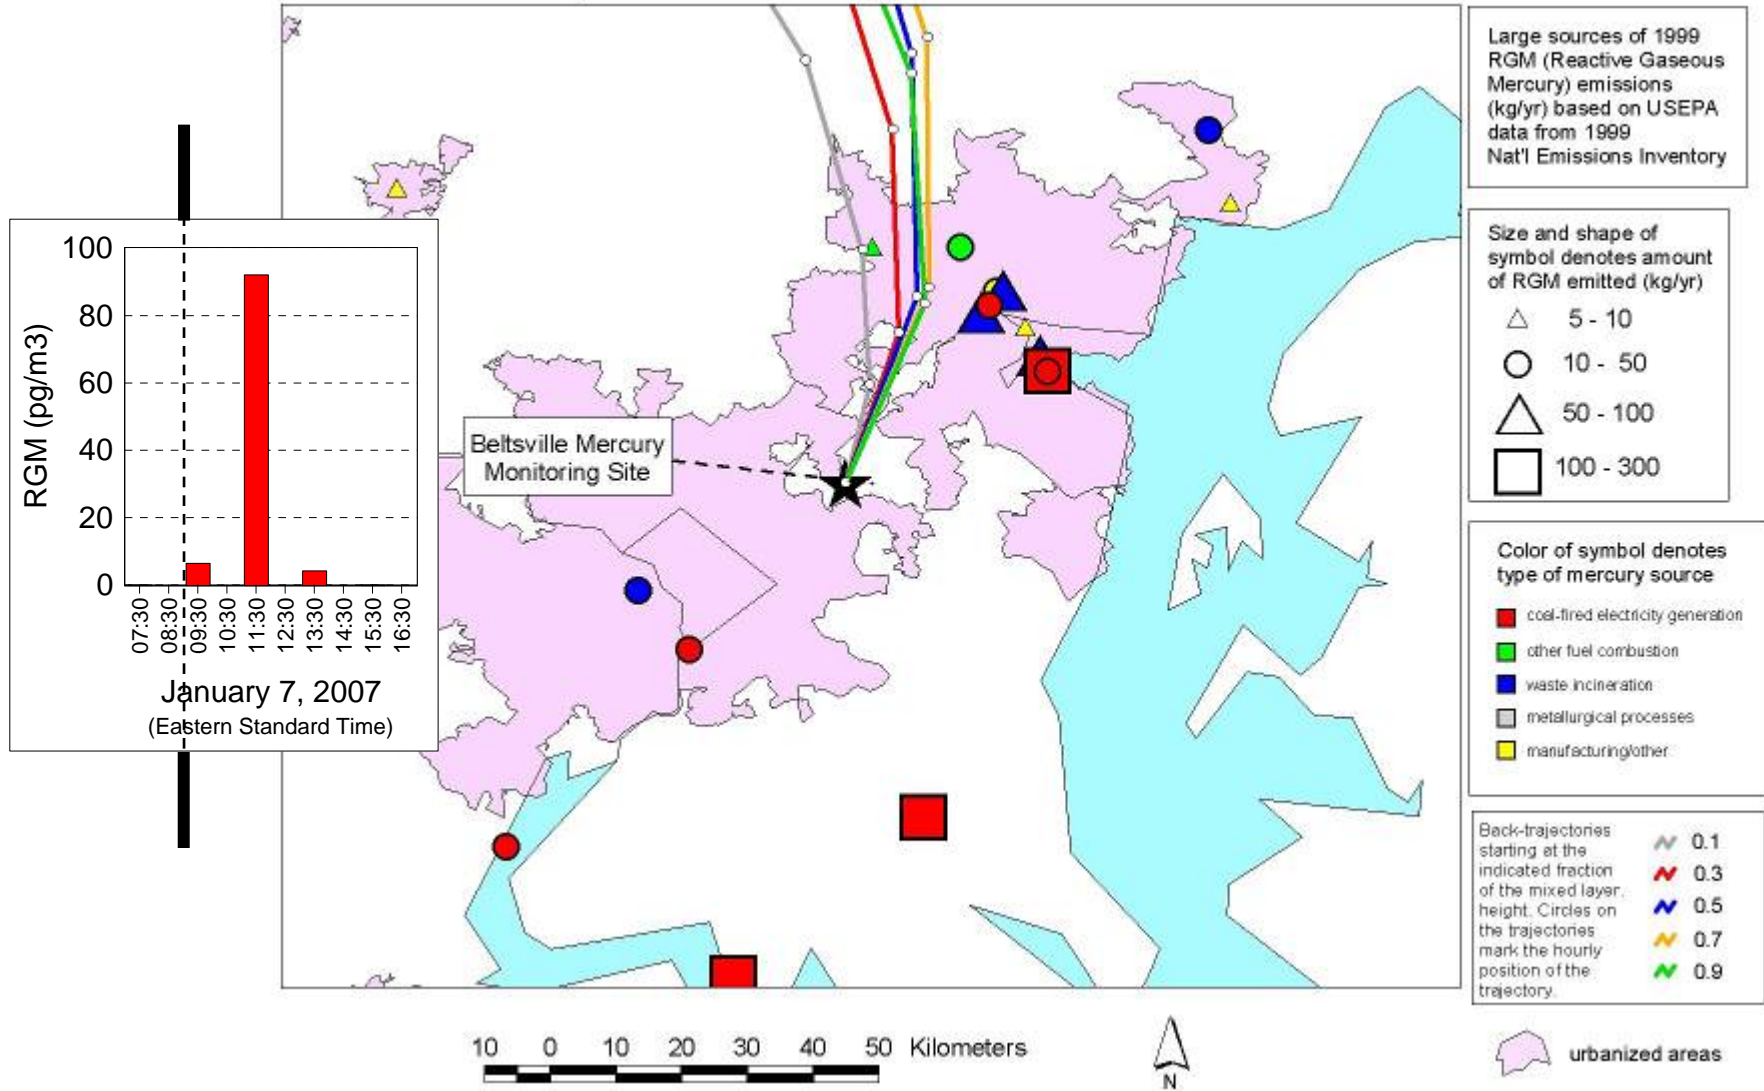 Large sources of 1999
RGM (Reactive Gaseous
Mercury) emissions
(kg/yr) based on USEPA
data from 1999
Nat'l Emissions Inventory
Size and shape of
symbol denotes amount
of RGM emitted (kg/yr)
5 - 10
10 - 50
50 - 100
100 - 300
Color of symbol denotes
type of mercury source
coal-fired electricity generation
other fuel combustion
waste incineration
metallurgical processes
manufacturing/other
Back-trajectories
starting at the
indicated fraction
of the mixed layer.
height. Circles on
the trajectories
mark the hourly
position of the
trajectory.
0.1
0.3
0.5
0.7
0.9
urbanized areas
RGM (pg/m3)
100
80
60
40
20
0
07:30
08:30
09:30
10:30
11:30
12:30
13:30
14:30
15:30
16:30
January 7, 2007
(Eastern Standard Time)
Beltsville Mercury
Monitoring Site
10 0 10 20 30 40 50 Kilometers
N